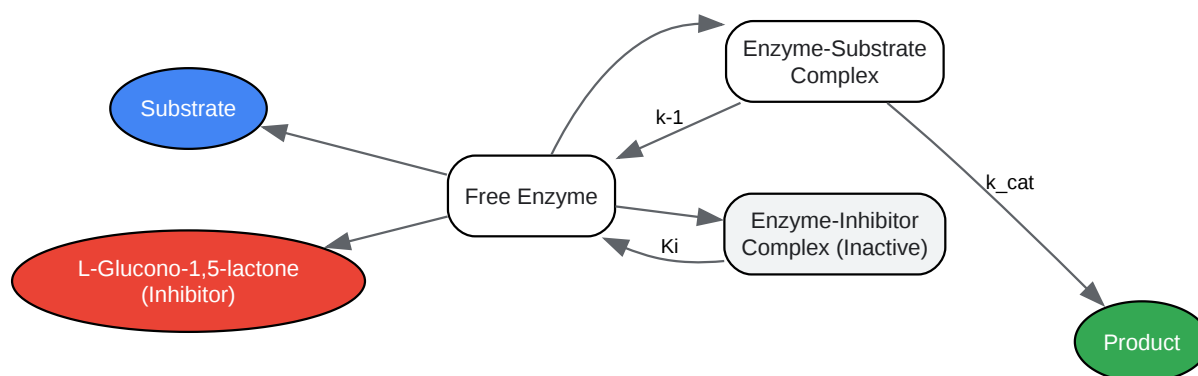 Enzyme-Substrate
Complex
Substrate
k-1
k_cat
Free Enzyme
Enzyme-Inhibitor
Complex (Inactive)
Ki
L-Glucono-1,5-lactone
(Inhibitor)
Product